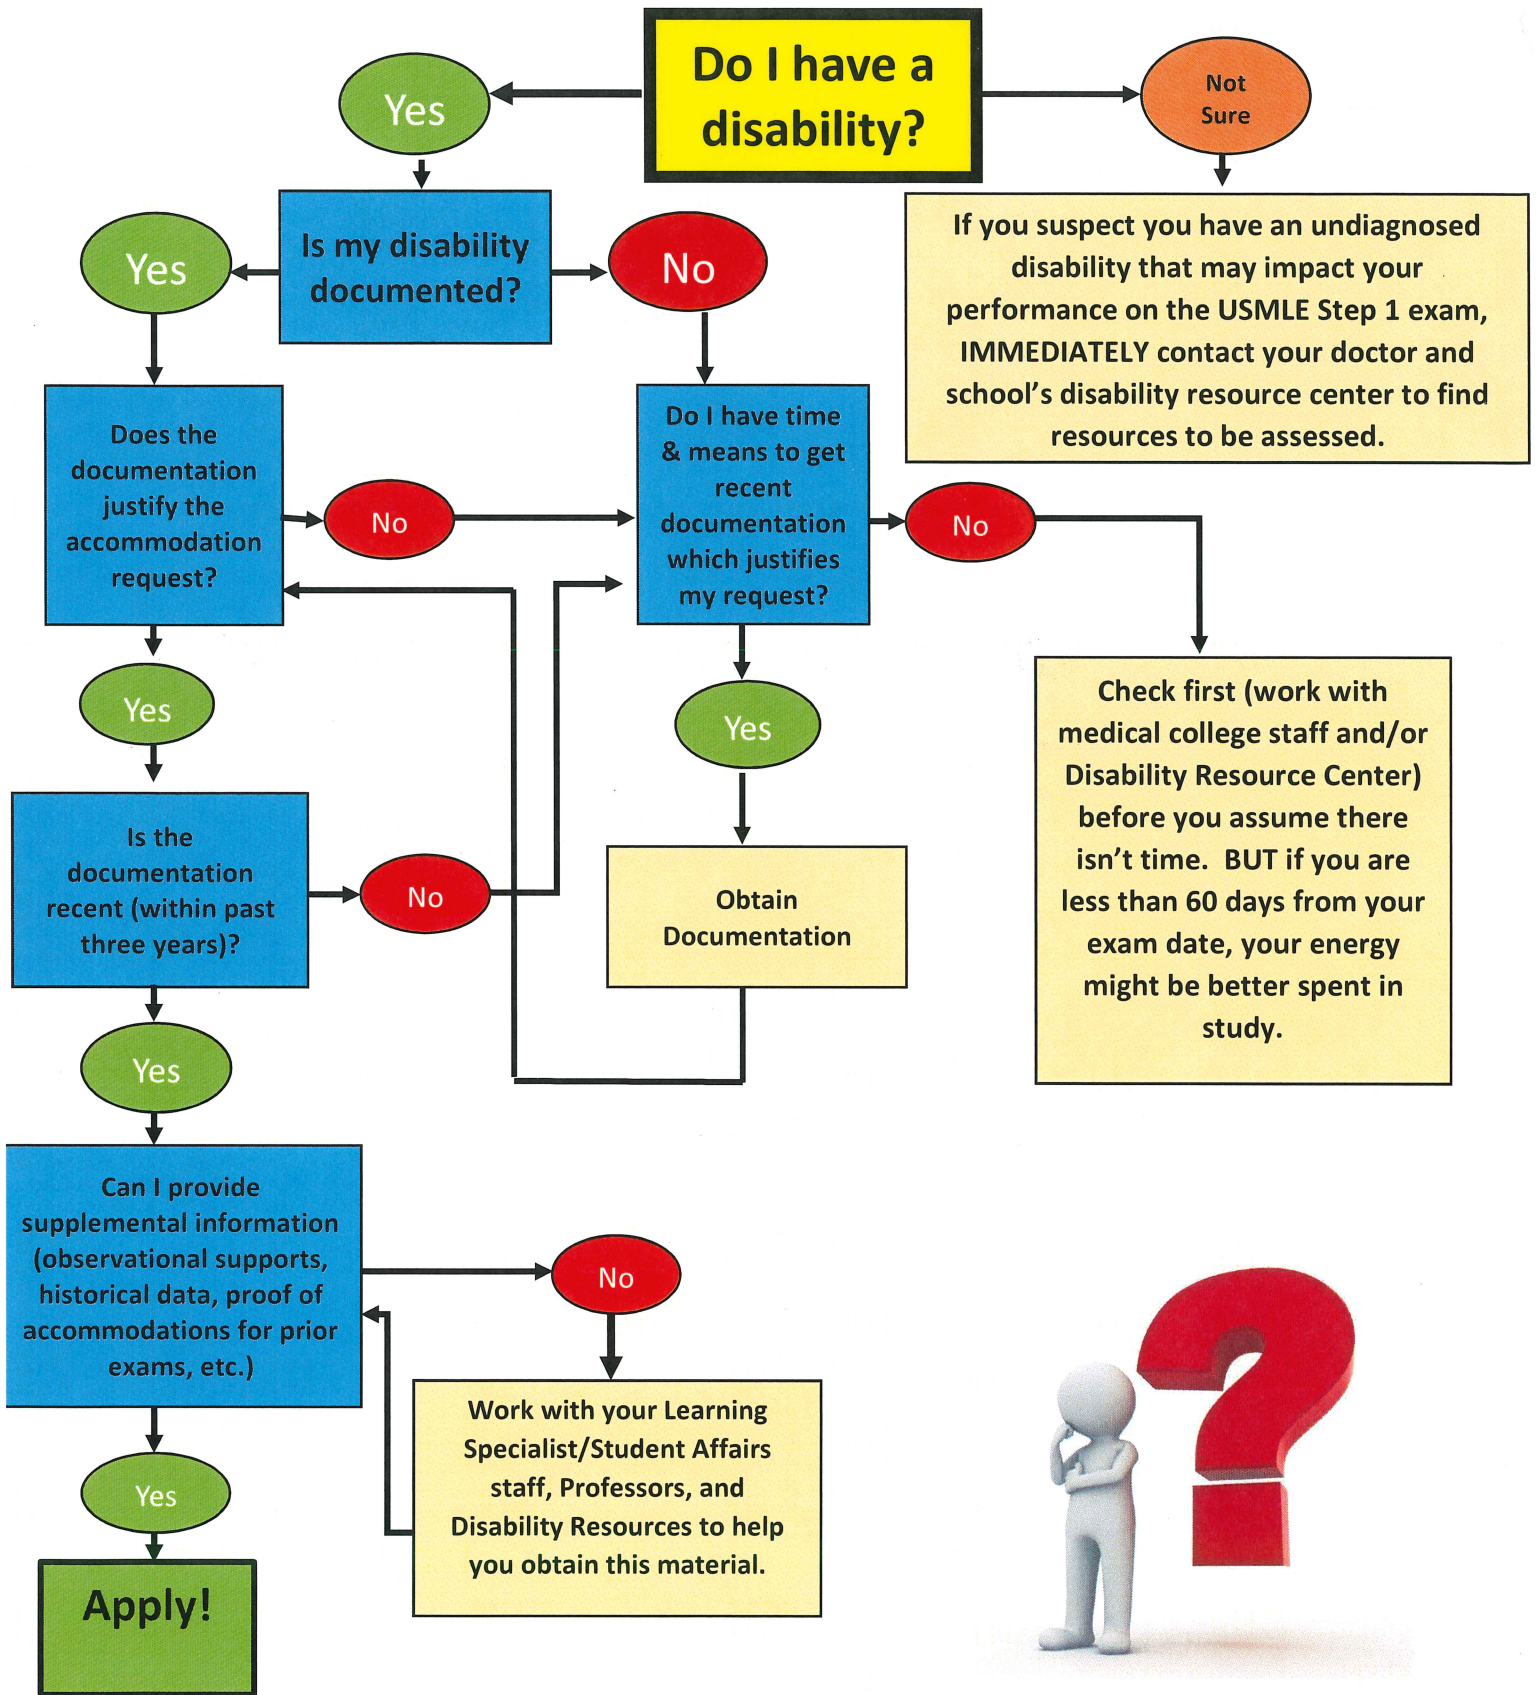 Do I have a
disability?
Yes
Not
Sure
Is my disability
documented?
Yes
No
If you suspect you have an undiagnosed
disability that may impact your
performance on the USMLE Step 1 exam,
IMMEDIATELY contact your doctor and
school's disability resource center to find
resources to be assessed.
Does the
documentation
justify the
accommodation
request?
No
Do I have time
& means to get
recent
documentation
which justifies
my request?
No
Yes
Yes
Check first (work with
medical college staff and/or
Disability Resource Center)
before you assume there
isn't time.  BUT if you are
less than 60 days from your
exam date, your energy
might be better spent in
study.
Is the
documentation
recent (within past
three years)?
No
Obtain
Documentation
Yes
Can I provide
supplemental information
(observational supports,
historical data, proof of
accommodations for prior
exams, etc.)
No
Work with your Learning
Specialist/Student Affairs
staff, Professors, and
Disability Resources to help
you obtain this material.
Yes
Apply!